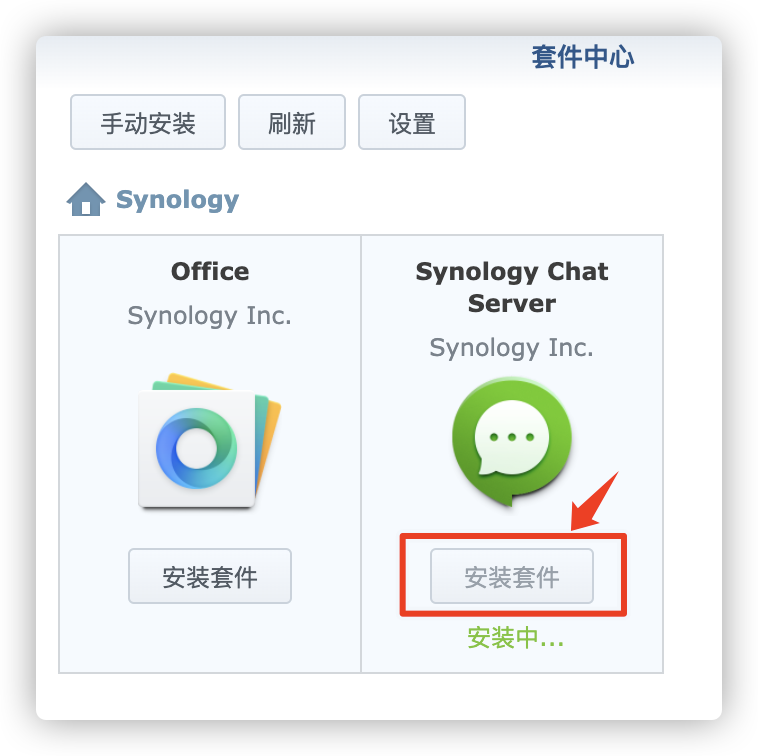 套件中心
手动安装
刷新
设置
Synology
Office
Synology Inc.
安装套件
Synology Chat
Server
Synology Inc.
安装套件
安装中...